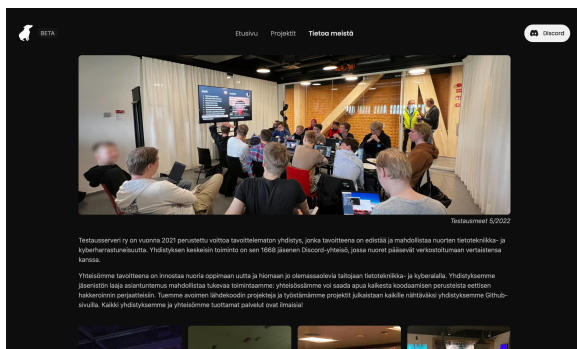 BETA
Etusivu Projektit Tietoa meistä
Discord
Testausmeet 5/2022
Testausserveri ry on vuonna 2021 perustettu voittoa tavoittelematon yhdistys, jonka tavoitteena on edistää ja mahdollistaa nuorten tietotekniikka- ja
kyberharrastuneisuutta. Yhdistyksen keskeisin toiminto on sen 1668 jäsenen Discord-yhteisö, jossa nuoret pääsevät verkostoitumaan vertaistensa
kanssa.
Yhteisömme tavoitteena on innostaa nuoria oppimaan uutta ja hiomaan jo olemassaolevia taitojaan tietotekniikka- ja kyberalalla. Yhdistyksemme
jäsenistön laaja asiantuntemus mahdollistaa tukevaa toimintaamme: yhteisössämme voi saada apua kaikesta koodaamisen perusteista eettisen
hakkeroinnin perjaatteisiin. Tuemme avoimen lähdekoodin projekteja ja työstämämme projektit julkaistaan kaikille nähtäväksi yhdistyksemme Github-
sivuilla. Kaikki yhdistyksemme ja yhteisömme tuottamat palvelut ovat ilmaisia!